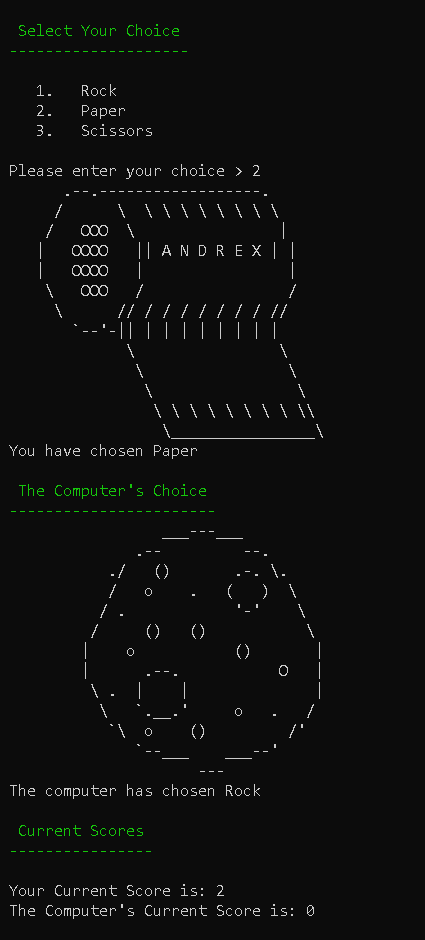 Select Your Choice
1. Rock
2. Paper
3. Scissors
Please enter your choice > 2
A N D R E X
You have chosen Paper
The Computer's Choice
The computer has chosen Rock
Current Scores
Your Current Score is: 2
The Computer's Current Score is: 0